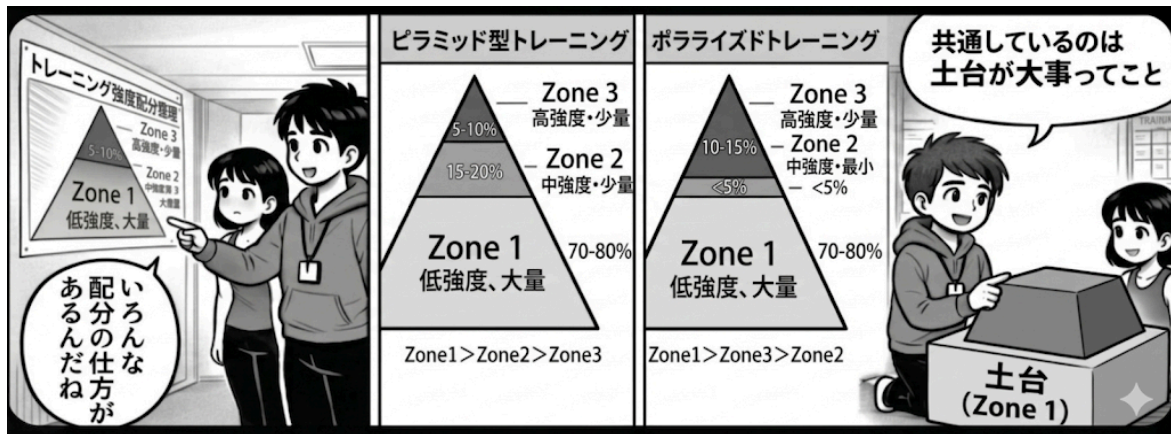 トレーニング強度配分整理
Zone 3
高強度・少量
5-10%
Zone 2
Zone 1
低強度、大量
いろんな
配分の仕方が
あるんだね
ピラミッド型トレーニング
Zone 3
高強度・少量
5-10%
Zone 2
中強度・少量
15-20%
Zone 1
低強度、大量
70-80%
Zone1>Zone2>Zone3
ポラライズドトレーニング
Zone 3
高強度・少量
10-15%
Zone 2
中強度・最小
<5%
<5%
Zone 1
低強度、大量
70-80%
Zone1>Zone3>Zone2
共通しているのは
土台が大事ってこと
土台
(Zone 1)